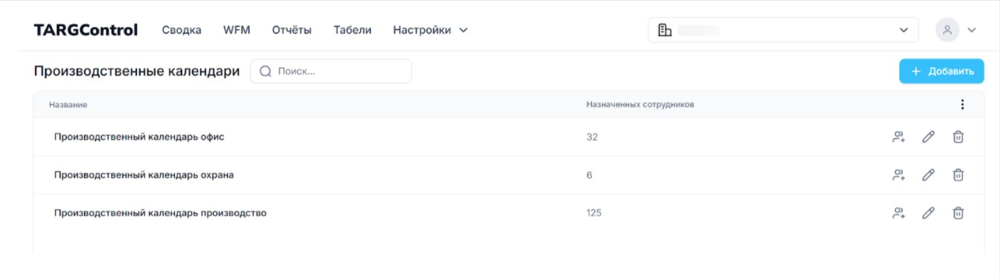 TARGControl Сводка WFM Отчёты Табели Настройки
Производственные календари Поиск... + Добавить
Название Назначенных сотрудников
Производственный календарь офис 32
Производственный календарь охрана 6
Производственный календарь производство 125